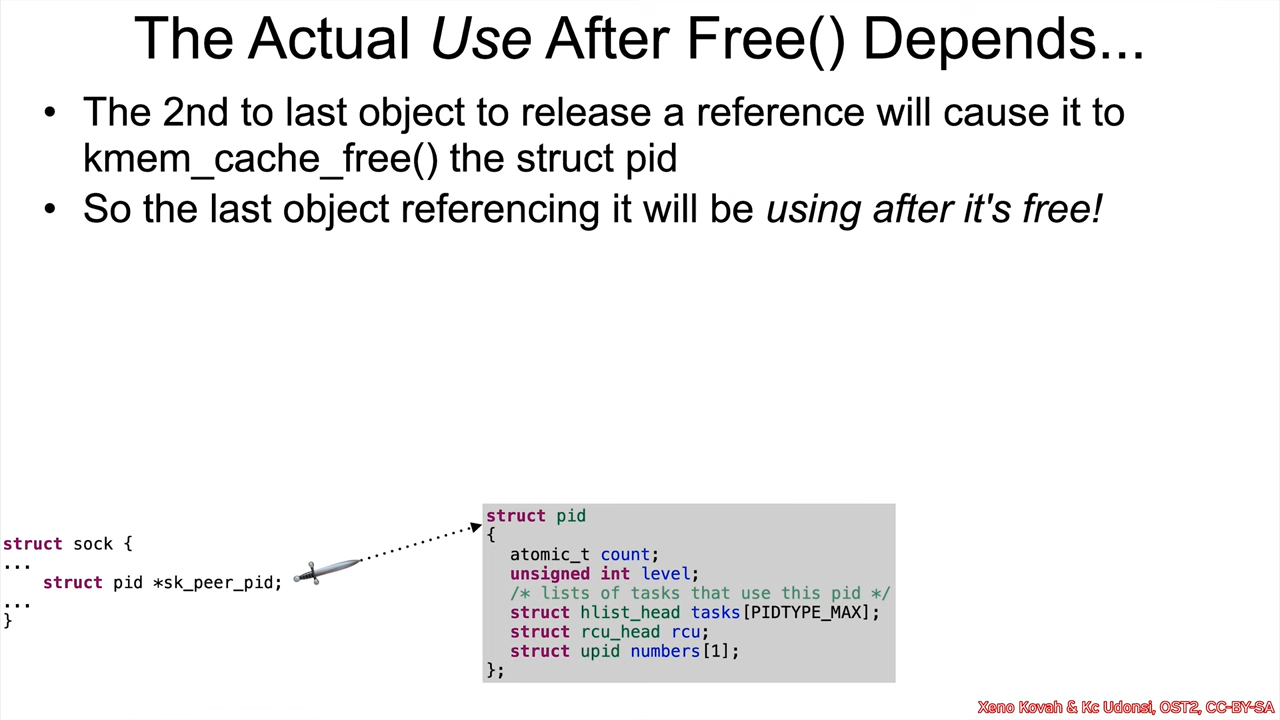 The Actual Use After Free() Depends...
• The 2nd to last object to release a reference will cause it to
kmem_cache_free() the struct pid
• So the last object referencing it will be using after it's free!
struct sock {
...
struct pid *sk_peer_pid;
...
}
struct pid
{
atomic_t count;
unsigned int level;
/* lists of tasks that use this pid */
struct hlist_head tasks[PIDTYPE_MAX];
struct rcu_head rcu;
struct upid numbers[1];
};
Xeno Kovah & Kc Udonsi, OST2, CC-BY-SA